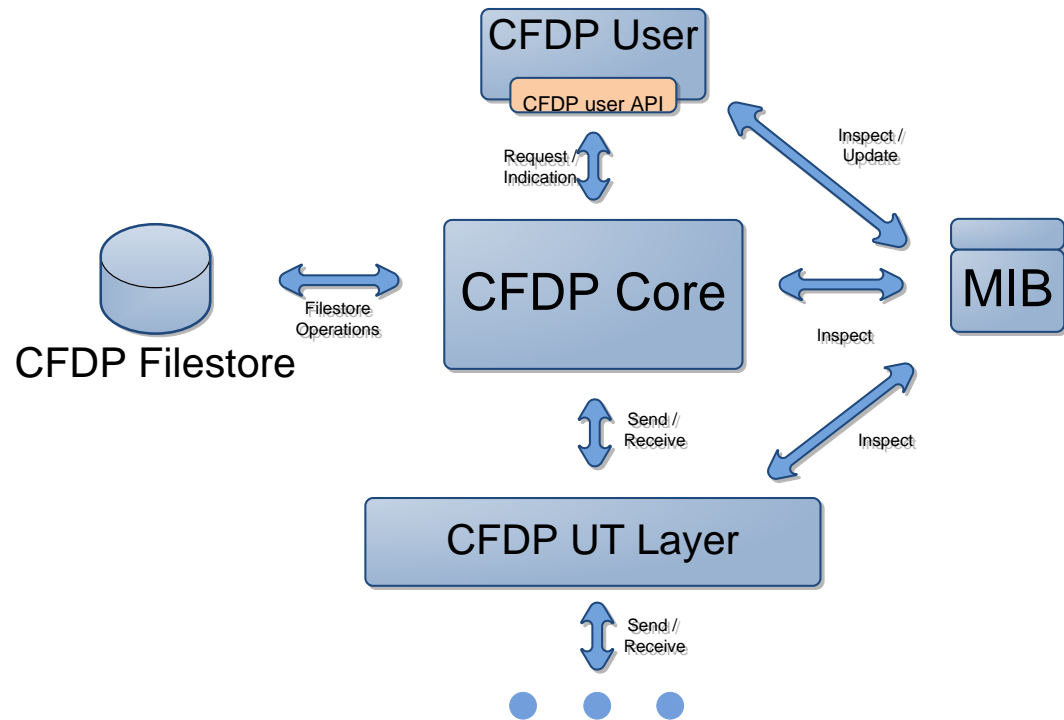 CFDP User
CFDP user API
Request /
Indication
Inspect /
Update
CFDP Filestore
Filestore
Operations
CFDP Core
Inspect
MIB
Send /
Receive
Inspect
CFDP UT Layer
Send /
Receive